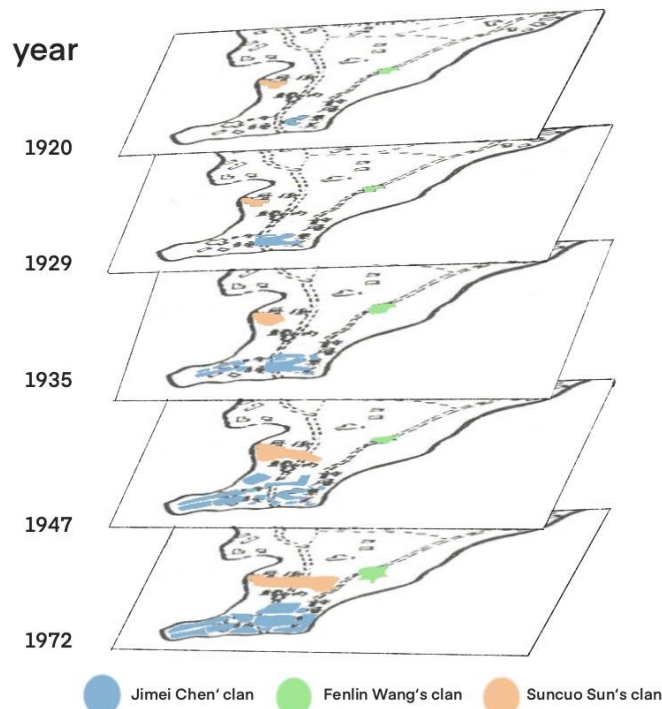 year
1920
1929
1935
1947
1972
Jimei Chen' clan
Fenlin Wang's clan
Suncuo Sun's clan